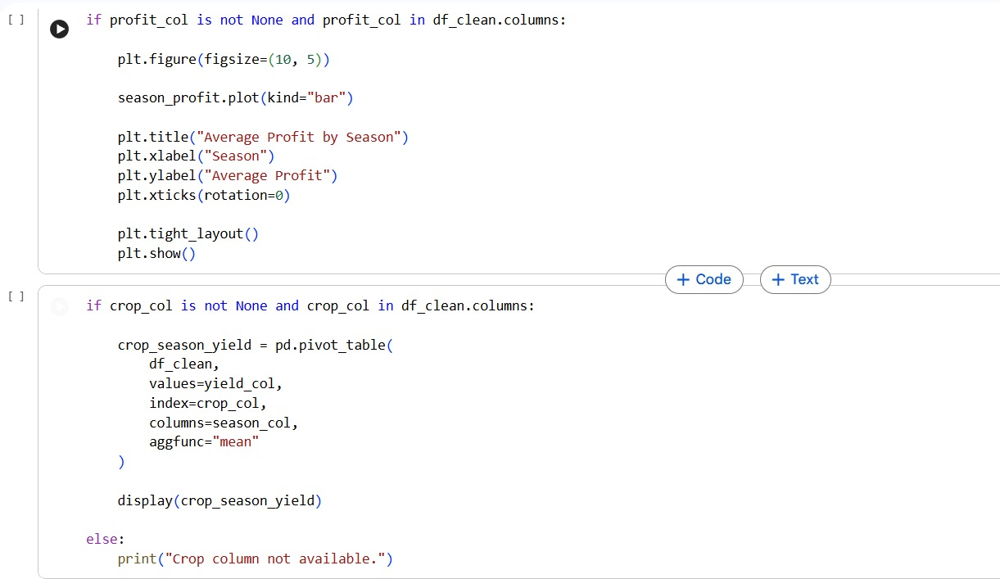 [ ] if profit_col is not None and profit_col in df_clean.columns:
plt.figure(figsize=(10, 5))
season_profit.plot(kind="bar")
plt.title("Average Profit by Season")
plt.xlabel("Season")
plt.ylabel("Average Profit")
plt.xticks(rotation=0)
plt.tight_layout()
plt.show()
+ Code + Text
[ ] if crop_col is not None and crop_col in df_clean.columns:
crop_season_yield = pd.pivot_table(
df_clean,
values=yield_col,
index=crop_col,
columns=season_col,
aggfunc="mean"
)
display(crop_season_yield)
else:
print("Crop column not available.")